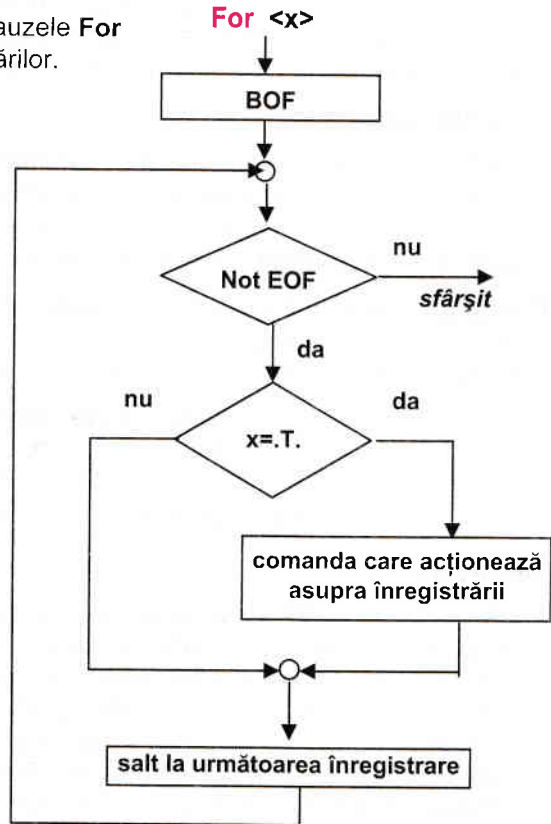 auzele For
ărilor.
For <x>
BOF
Not EOF
nu
sfârşit
da
nu
da
x=.T.
comanda care acționează
asupra înregistrării
salt la următoarea înregistrare